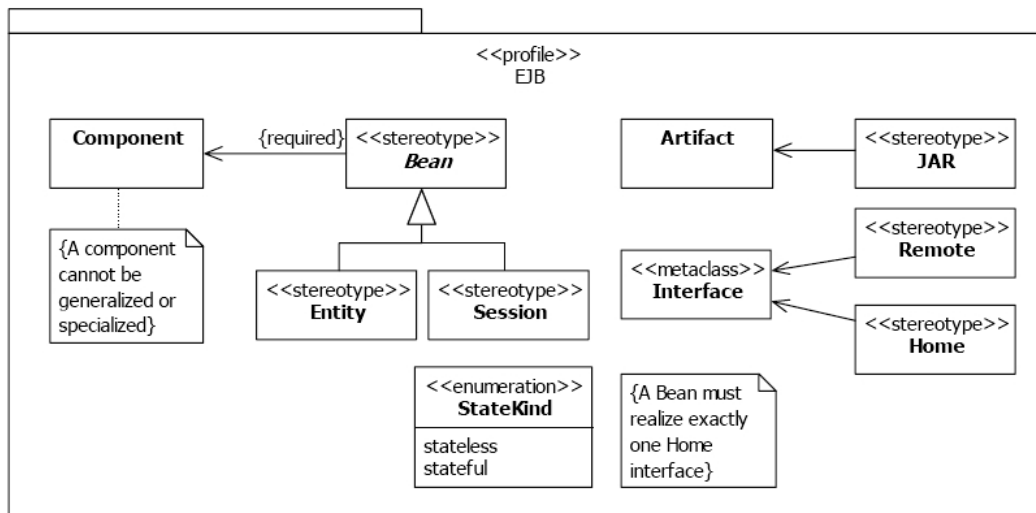 <<profile>>
EJB
Component
{required}
<<stereotype>>
Bean
Artifact
<<stereotype>>
JAR
{A component
cannot be
generalized or
specialized}
<<stereotype>>
Entity
<<stereotype>>
Session
<<metaclass>>
Interface
<<stereotype>>
Remote
<<stereotype>>
Home
<<enumeration>>
StateKind
stateless
stateful
{A Bean must
realize exactly
one Home
interface}